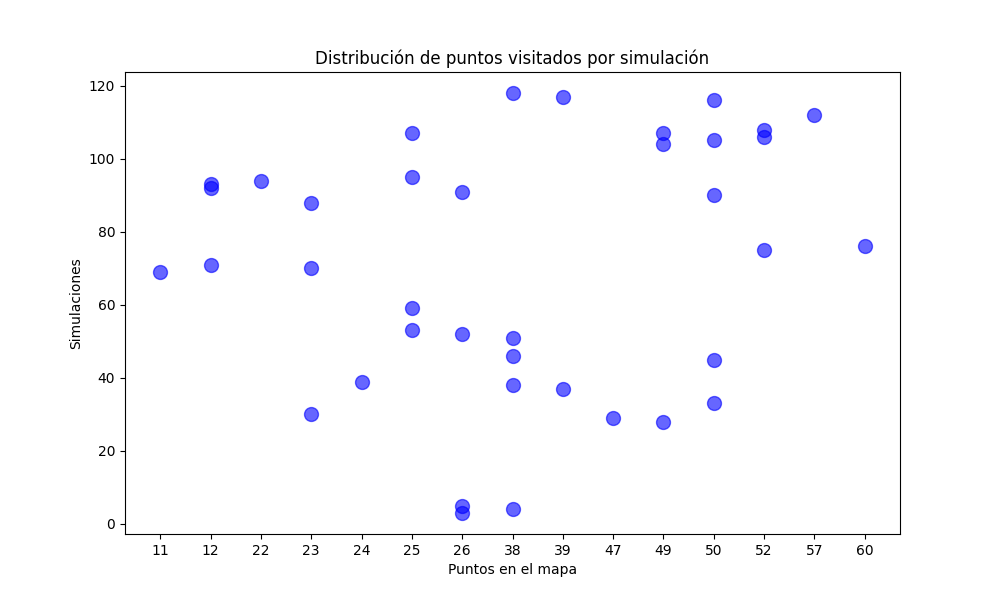 Distribución de puntos visitados por simulación
120
100
80
60
40
20
0
Simulaciones
11 12 22 23 24 25 26 38 39 47 49 50 52 57 60
Puntos en el mapa